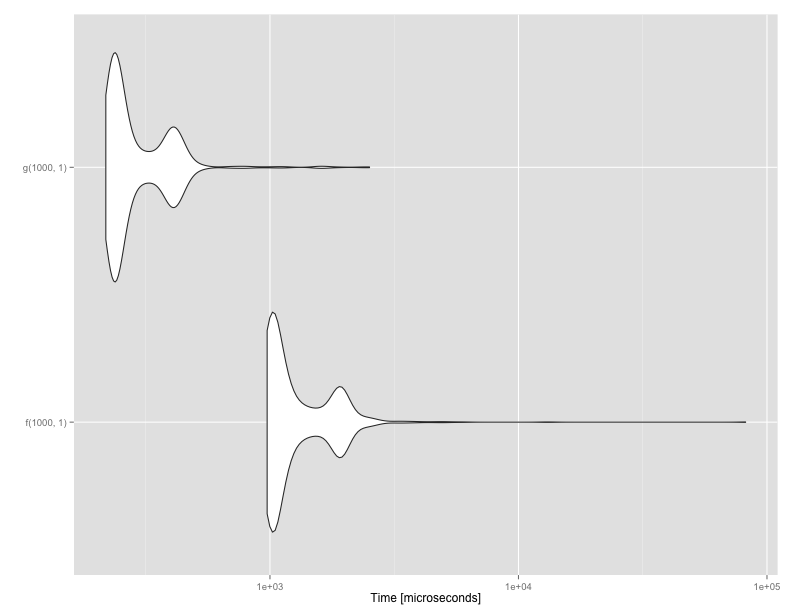 g(1000, 1)
f(1000, 1)
1e+03
1e+04
1e+05
Time [microseconds]